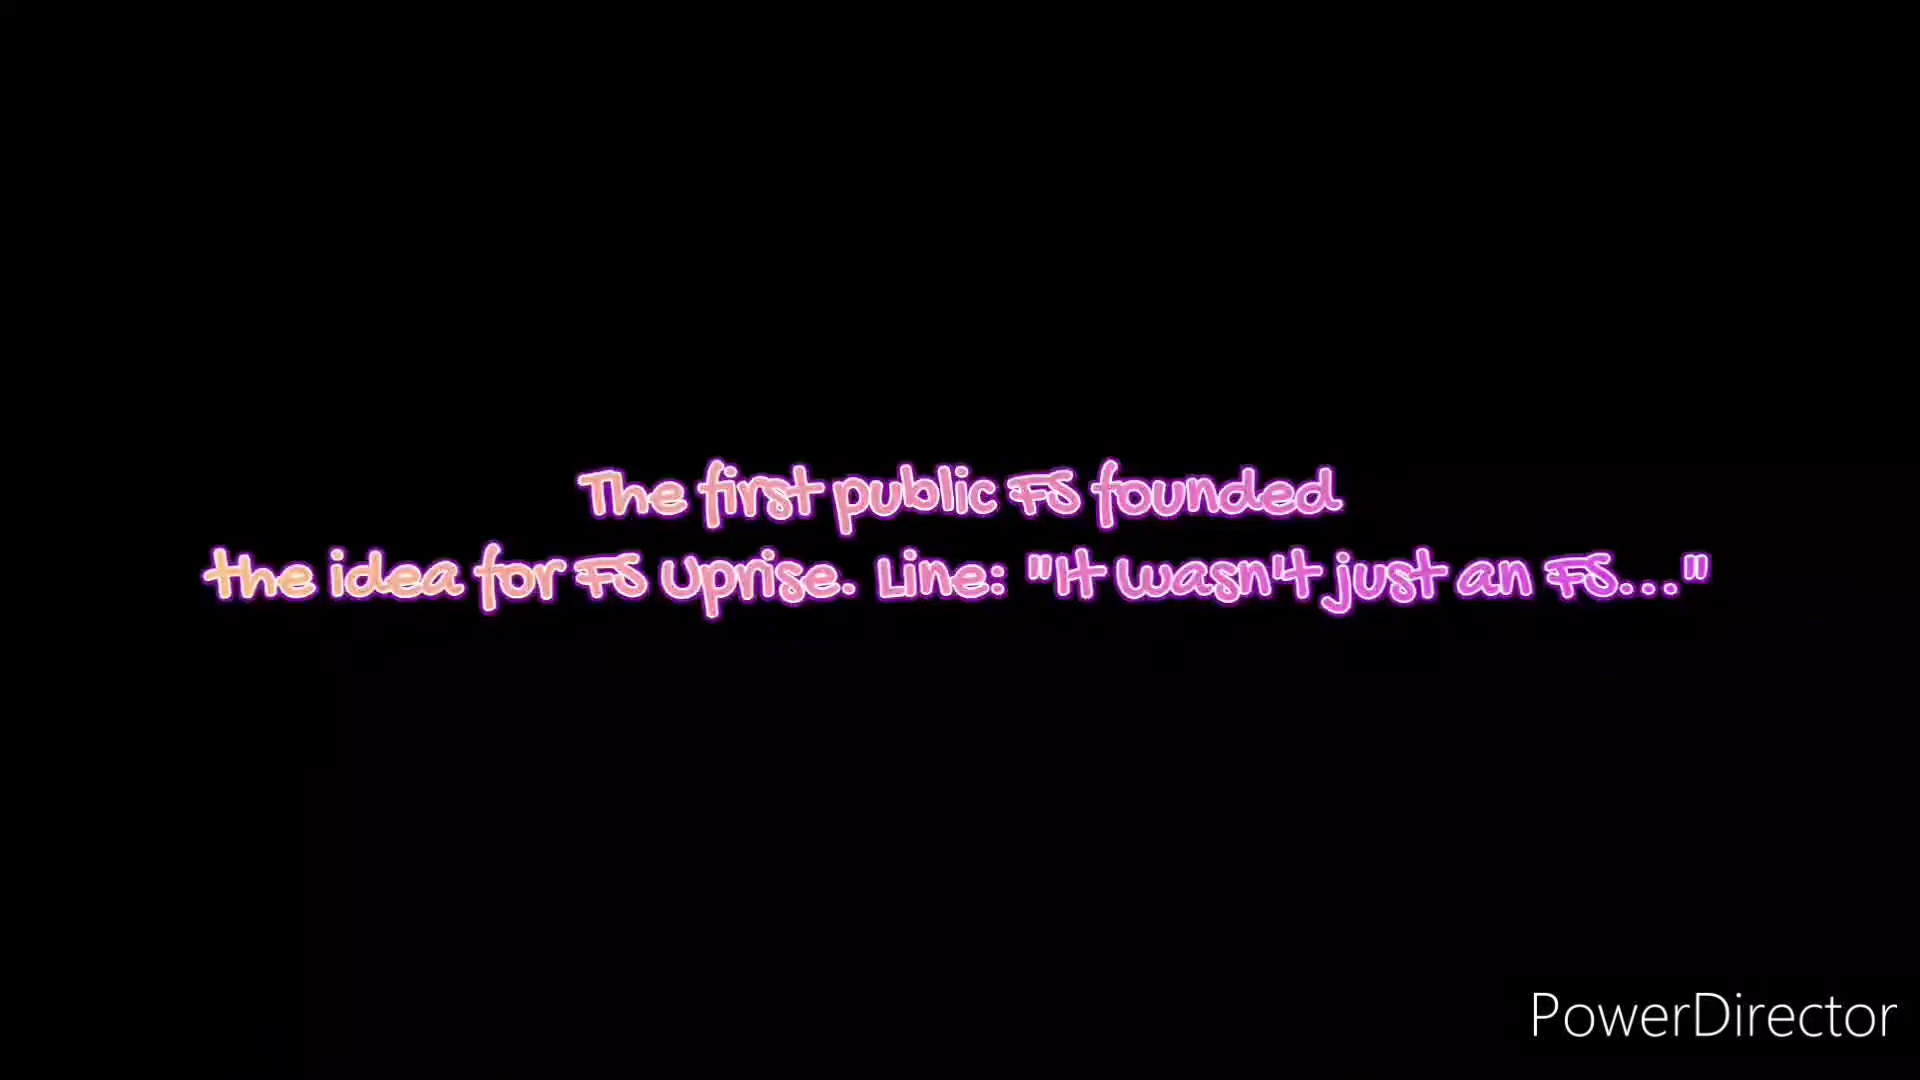 The first public FS founded
the idea for FS Uprise. Line: "It wasn't just an FS..."
PowerDirector